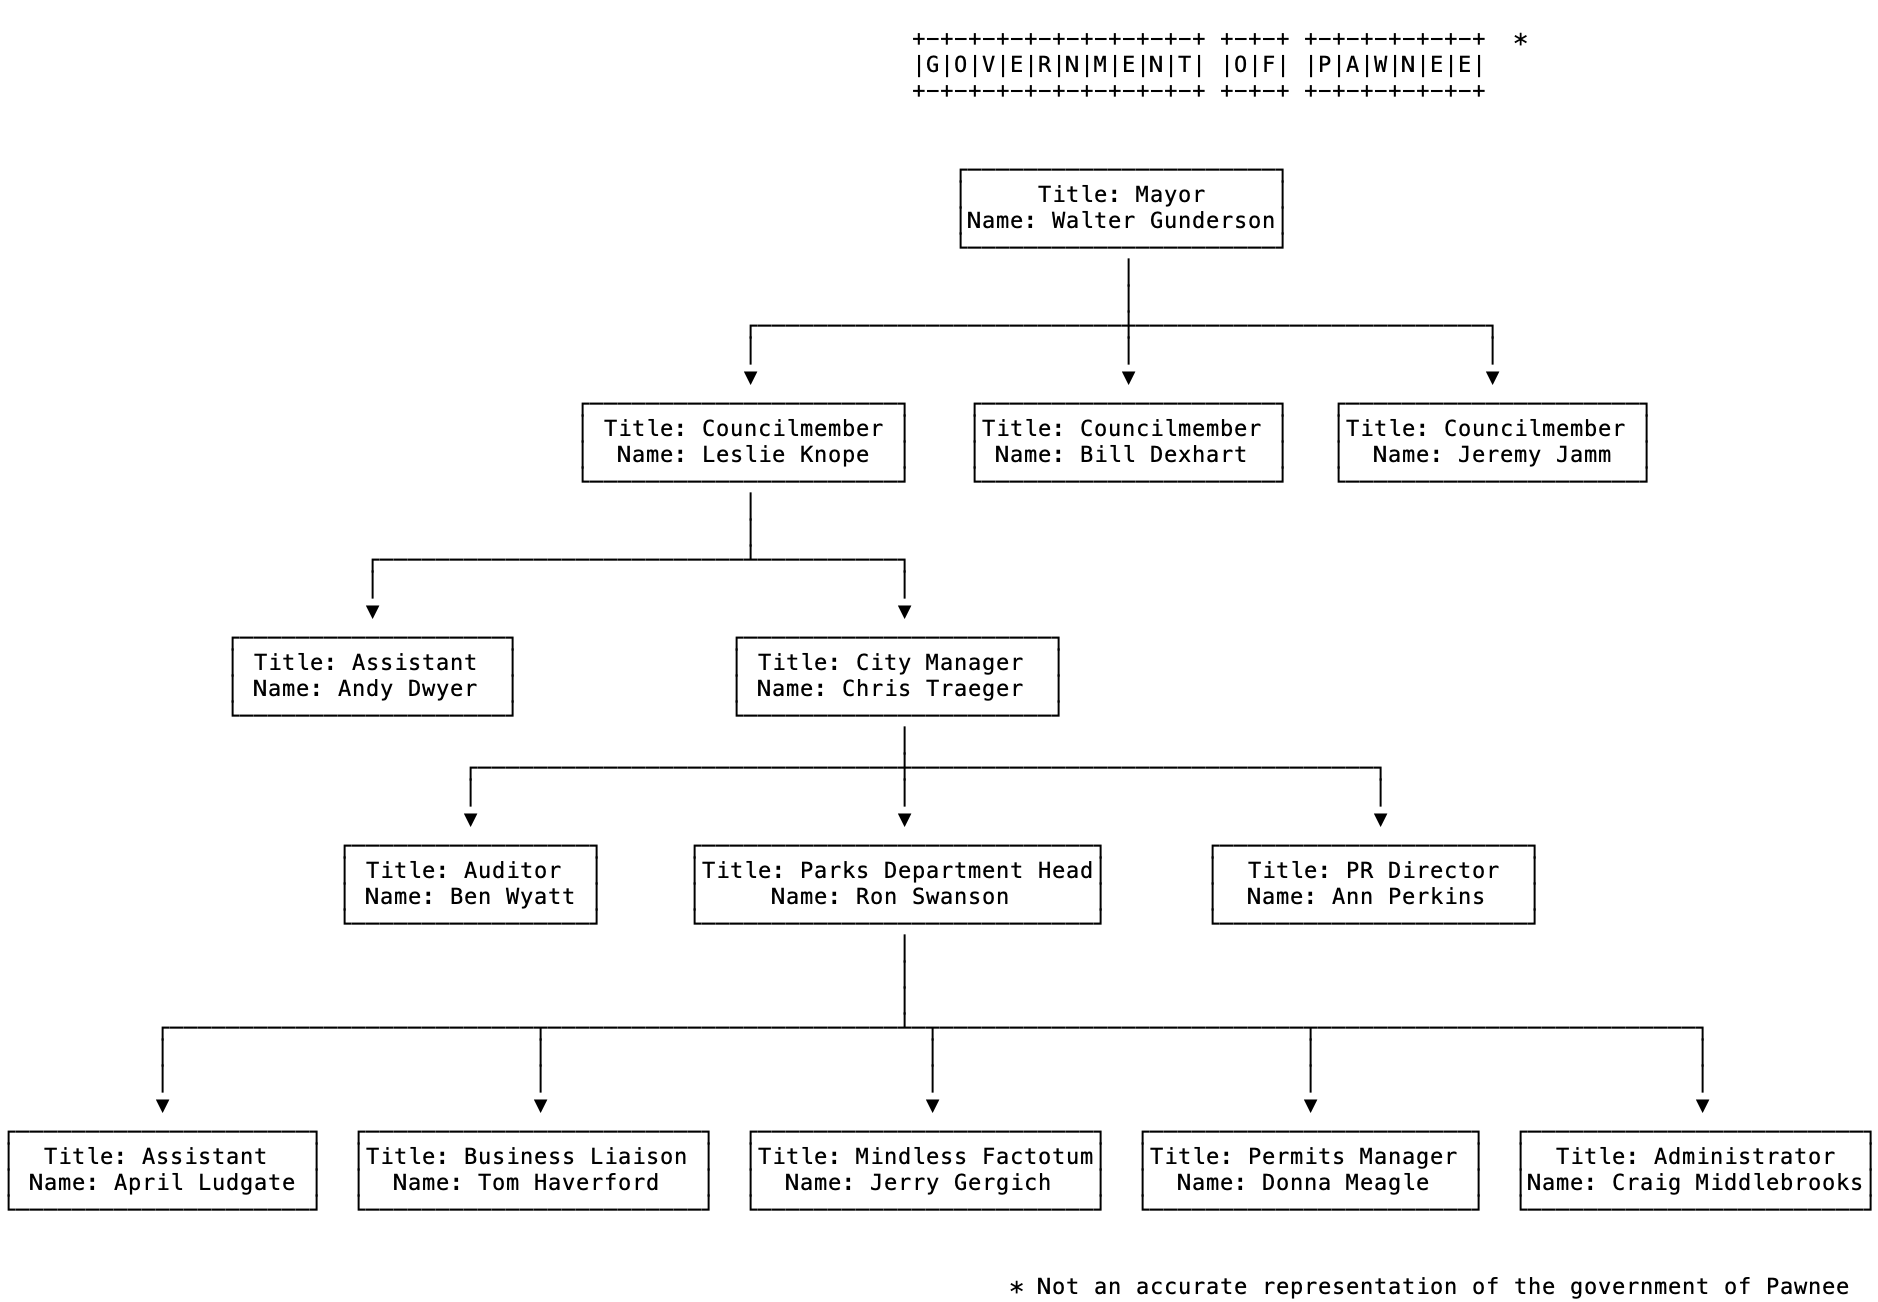 +-+-+-+-+-+-+-+-+-+-+ +-+-+ +-+-+-+-+-+-+ *
|G|O|V|E|R|N|M|E|N|T| |O|F| |P|A|W|N|E|E|
+-+-+-+-+-+-+-+-+-+-+ +-+-+ +-+-+-+-+-+-+
Title: Mayor
Name: Walter Gunderson
Title: Councilmember
Name: Leslie Knope
Title: Councilmember
Name: Bill Dexhart
Title: Councilmember
Name: Jeremy Jamm
Title: Assistant
Name: Andy Dwyer
Title: City Manager
Name: Chris Traeger
Title: Auditor
Name: Ben Wyatt
Title: Parks Department Head
Name: Ron Swanson
Title: PR Director
Name: Ann Perkins
Title: Assistant
Name: April Ludgate
Title: Business Liaison
Name: Tom Haverford
Title: Mindless Factotum
Name: Jerry Gergich
Title: Permits Manager
Name: Donna Meagle
Title: Administrator
Name: Craig Middlebrooks
* Not an accurate representation of the government of Pawnee